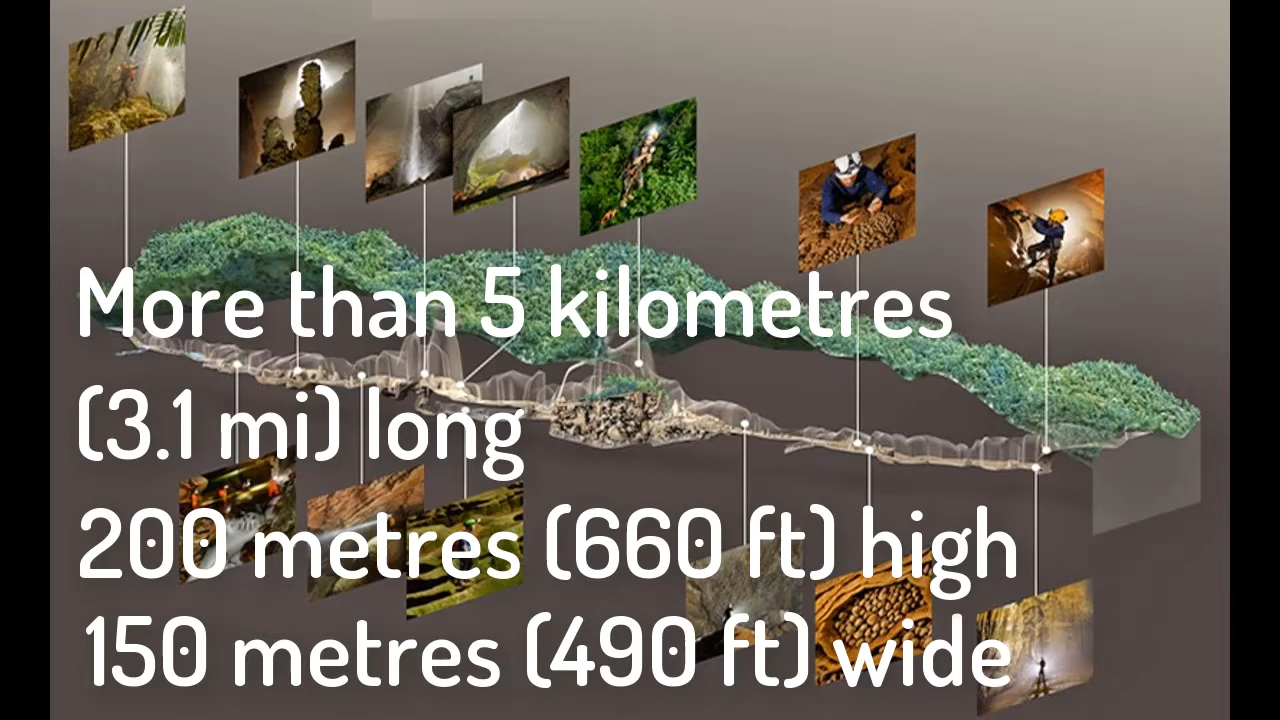 More than 5 kilometres
(3.1 mi) long
200 metres (660 ft) high
150 metres (490 ft) wide